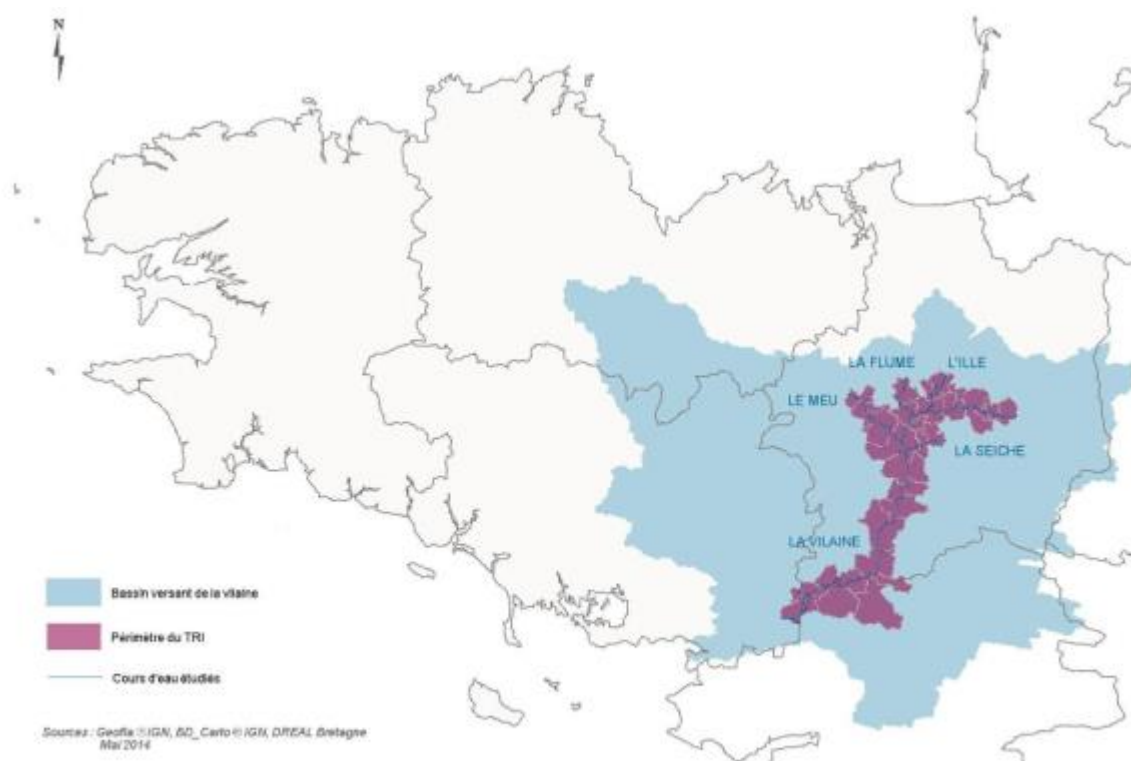 N
LA FLUME
L'ILLE
LE MEU
LA SEICHE
LA VILAINE
Bassin versant de la vilaine
Périmètre du TRI
Cours d'eau étudiés
Sources : Geofla ©IGN, BD_Carto © IGN, DREAL Bretagne
Mai 2014